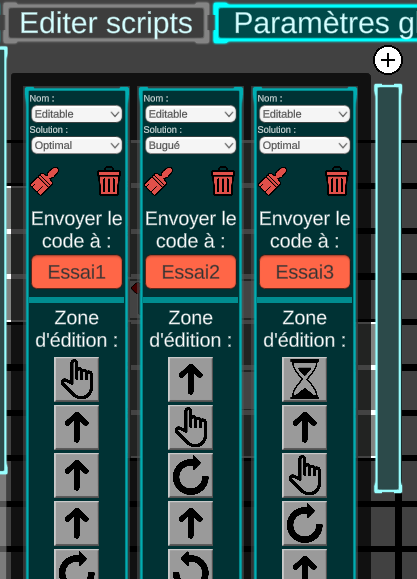 Editer scripts
Paramètres g
Nom :
Editable
Solution :
Optimal
Envoyer le
code à :
Essai1
Zone
d'édition :
Nom :
Editable
Solution :
Bugué
Envoyer le
code à :
Essai2
Zone
d'édition :
Nom :
Editable
Solution :
Optimal
Envoyer le
code à :
Essai3
Zone
d'édition :